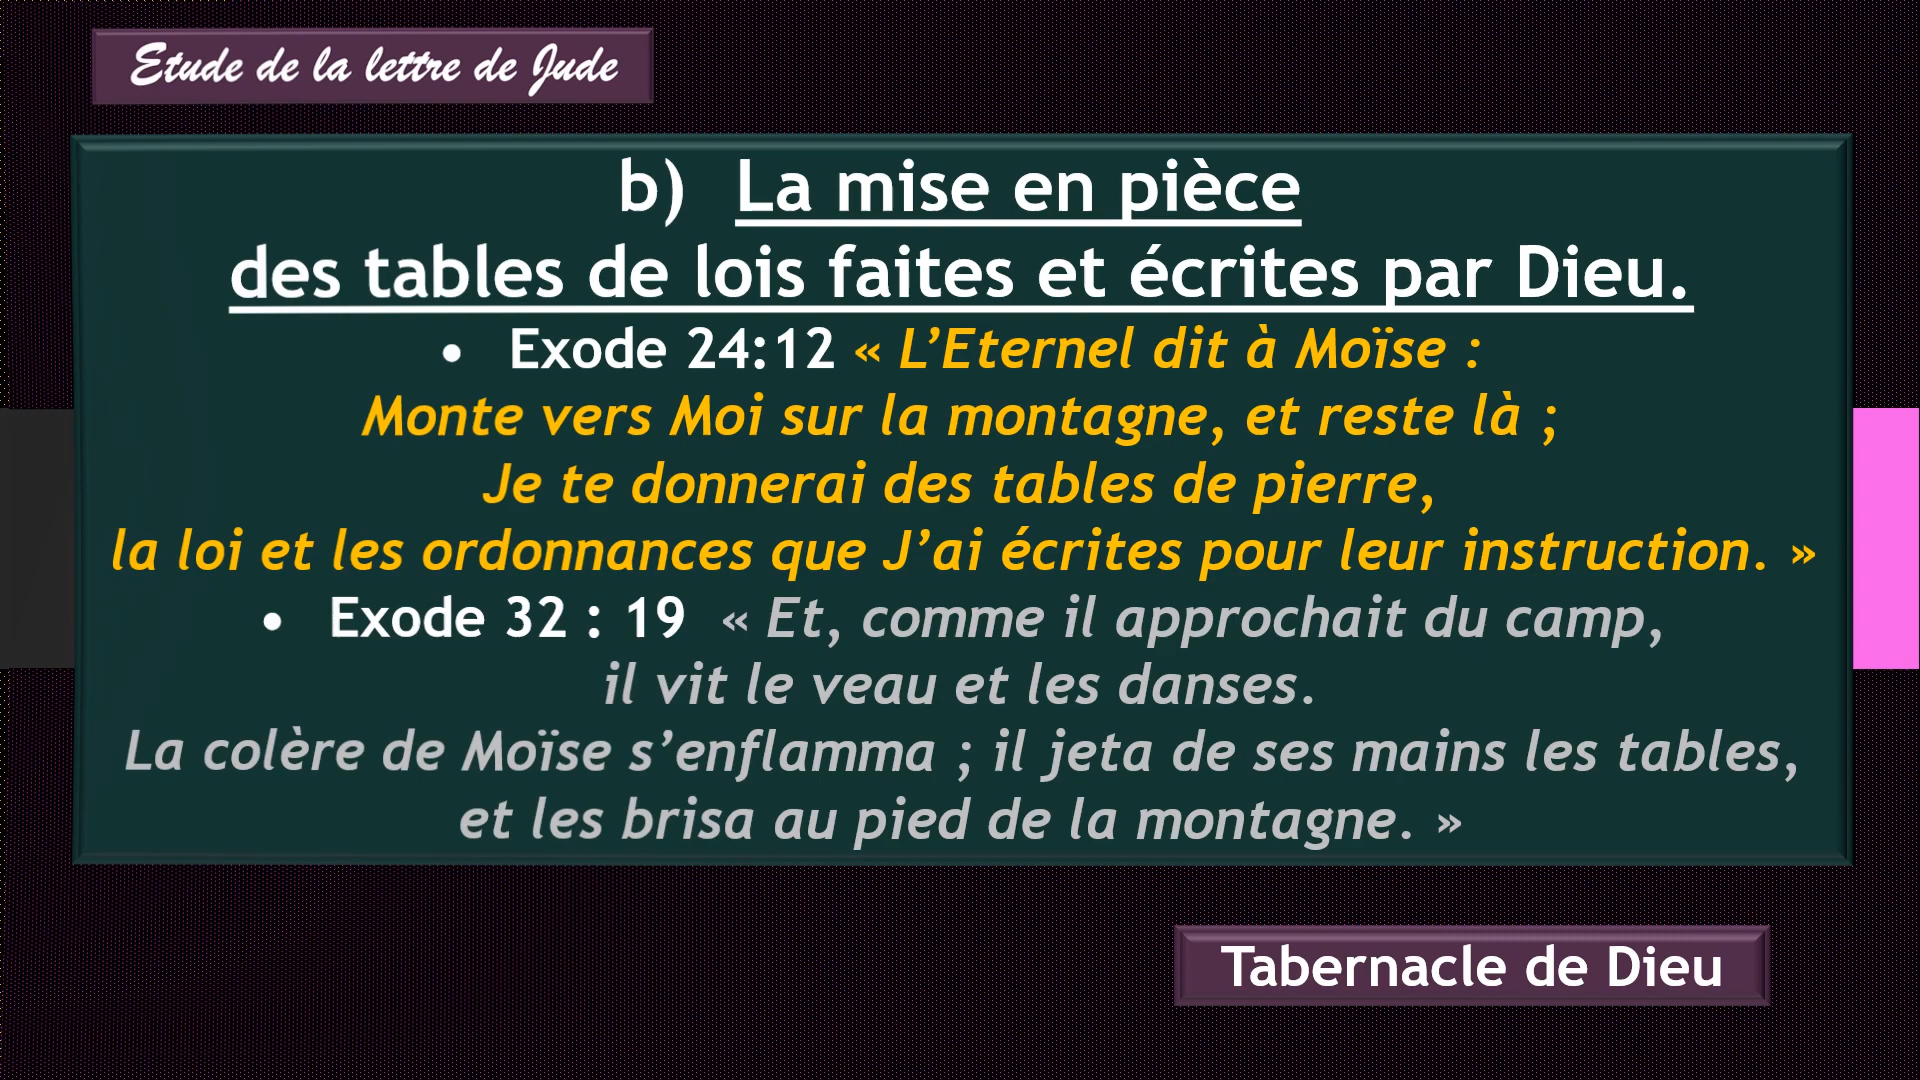 Etude de la lettre de Jude
b) La mise en pièce
des tables de lois faites et écrites par Dieu.
• Exode 24:12 « L’Eternel dit à Moïse :
Monte vers Moi sur la montagne, et reste là ;
Je te donnerai des tables de pierre,
la loi et les ordonnances que J’ai écrites pour leur instruction. »
• Exode 32 : 19 « Et, comme il approchait du camp,
il vit le veau et les danses.
La colère de Moïse s’enflamma ; il jeta de ses mains les tables,
et les brisa au pied de la montagne. »
Tabernacle de Dieu